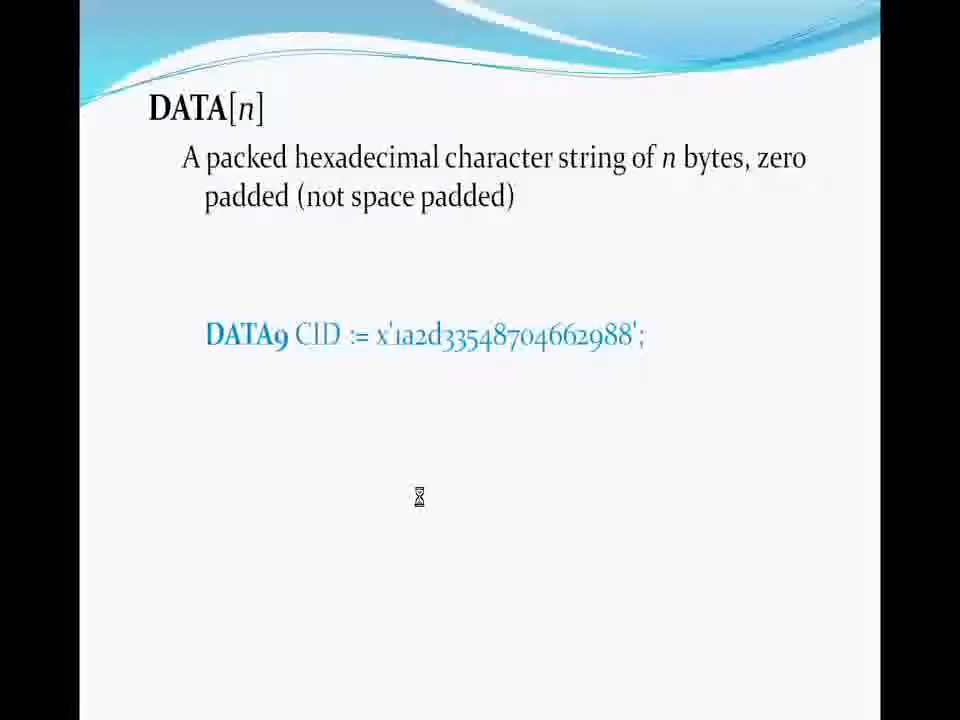 DATA[n]
A packed hexadecimal character string of n bytes, zero
padded (not space padded)
DATA9 CID := x'1a2d33548704662988';